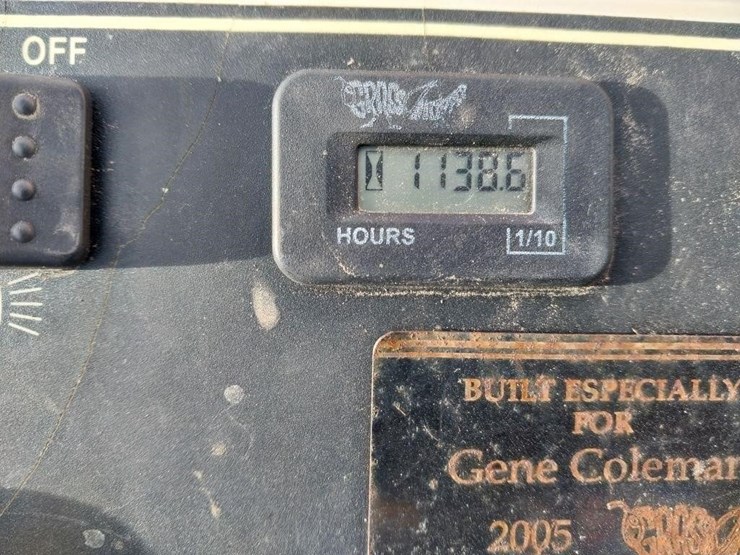 OFF
1138.6
HOURS
1/10
BUILT ESPECIALLY
FOR
Gene Coleman
2005